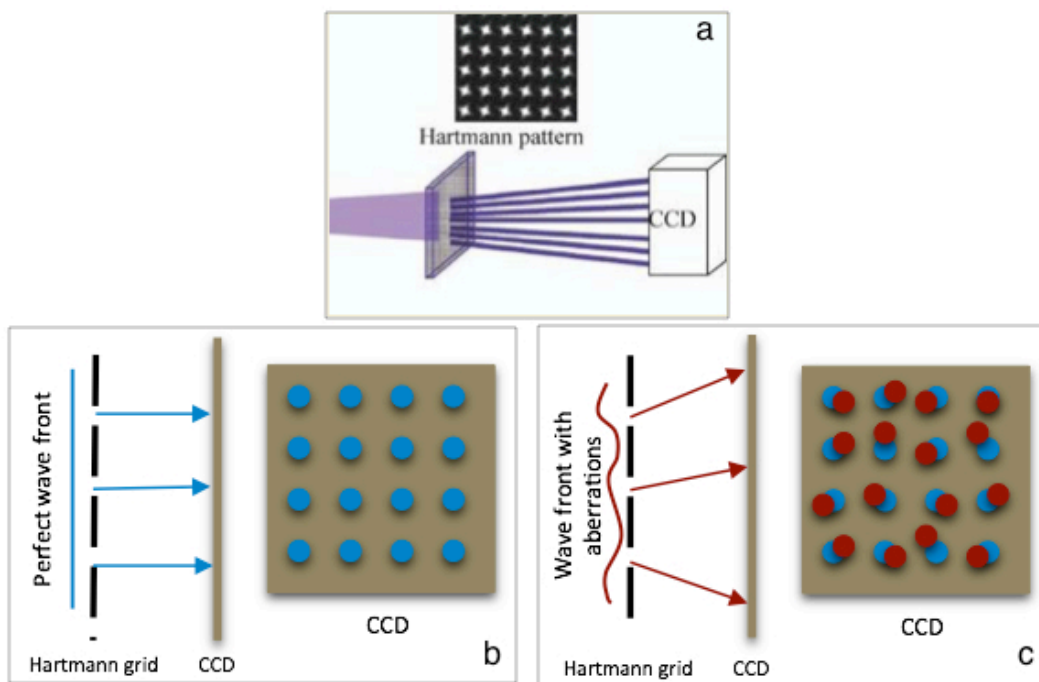 a
Hartmann pattern
CCD
Perfect wave front
Hartmann grid
CCD
CCD
b
Wave front with
aberrations
Hartmann grid
CCD
CCD
c